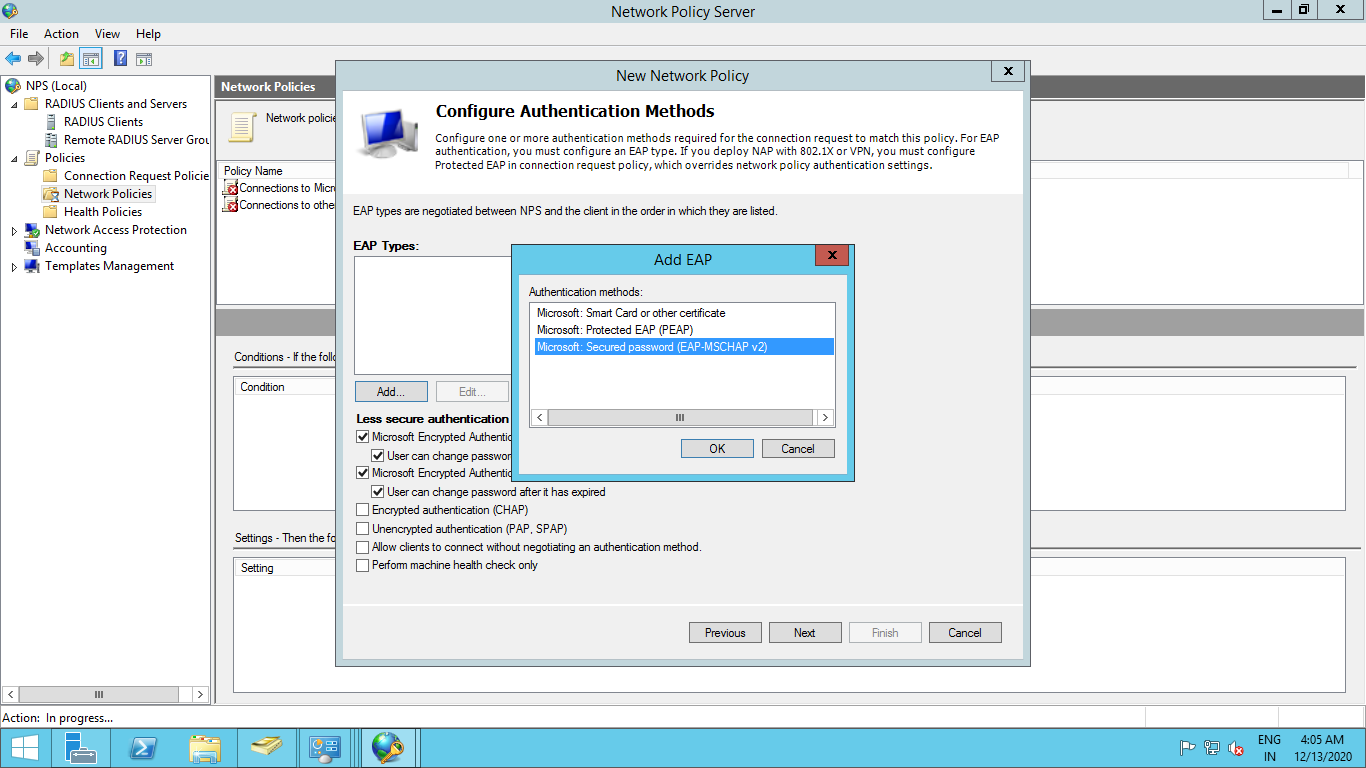 Network Policy Server
File Action View Help
NPS (Local)
RADIUS Clients and Servers
RADIUS Clients
Remote RADIUS Server Grou
Policies
Connection Request Policie
Network Policies
Health Policies
Network Access Protection
Accounting
Templates Management
Network Policies
Network policie
Policy Name
Connections to Micr
Connections to othe
Conditions - If the follo
Condition
Settings - Then the fo
Setting
New Network Policy
Configure Authentication Methods
Configure one or more authentication methods required for the connection request to match this policy. For EAP
authentication, you must configure an EAP type. If you deploy NAP with 802.1X or VPN, you must configure
Protected EAP in connection request policy, which overrides network policy authentication settings.
EAP types are negotiated between NPS and the client in the order in which they are listed.
EAP Types:
Add...
Edit...
Less secure authentication
Microsoft Encrypted Authentic
User can change passwor
Microsoft Encrypted Authentic
User can change password after it has expired
Encrypted authentication (CHAP)
Unencrypted authentication (PAP, SPAP)
Allow clients to connect without negotiating an authentication method.
Perform machine health check only
Previous Next Finish Cancel
Add EAP
Authentication methods:
Microsoft: Smart Card or other certificate
Microsoft: Protected EAP (PEAP)
Microsoft: Secured password (EAP-MSCHAP v2)
OK Cancel
Action: In progress...
ENG
IN
4:05 AM
12/13/2020